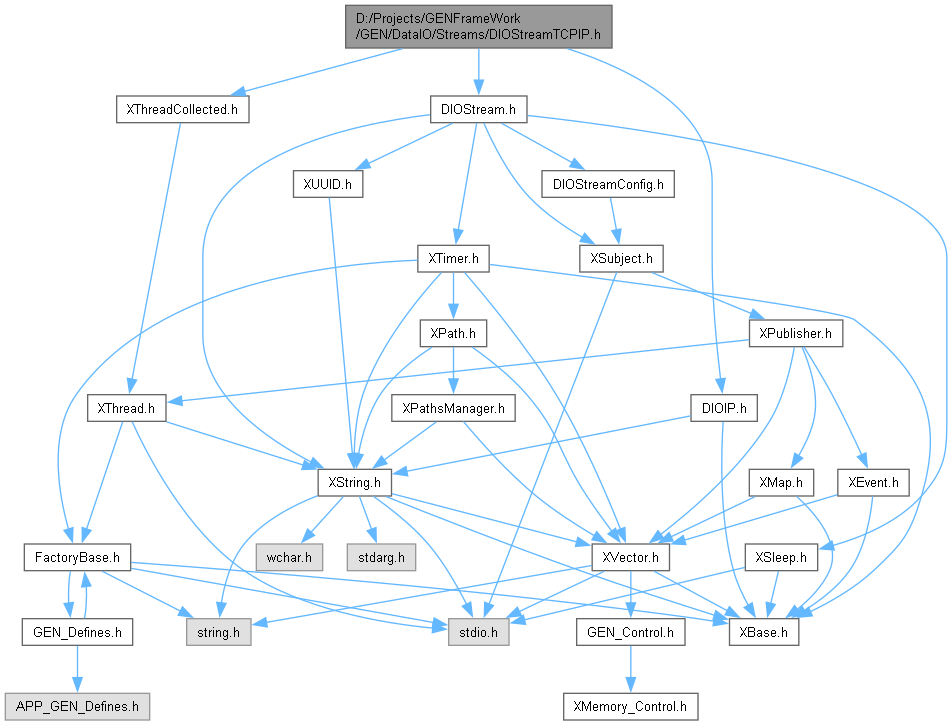 D:/Projects/GENFrameWork
/GEN/DataIO/Streams/DIOStreamTCPIP.h
XThreadCollected.h
DIOStream.h
XUUID.h
DIOStreamConfig.h
XTimer.h
XSubject.h
XPath.h
XPublisher.h
XThread.h
XPathsManager.h
DIOIP.h
XString.h
XMap.h
XEvent.h
FactoryBase.h
wchar.h
stdarg.h
XVector.h
XSleep.h
GEN_Defines.h
string.h
stdio.h
GEN_Control.h
XBase.h
APP_GEN_Defines.h
XMemory_Control.h